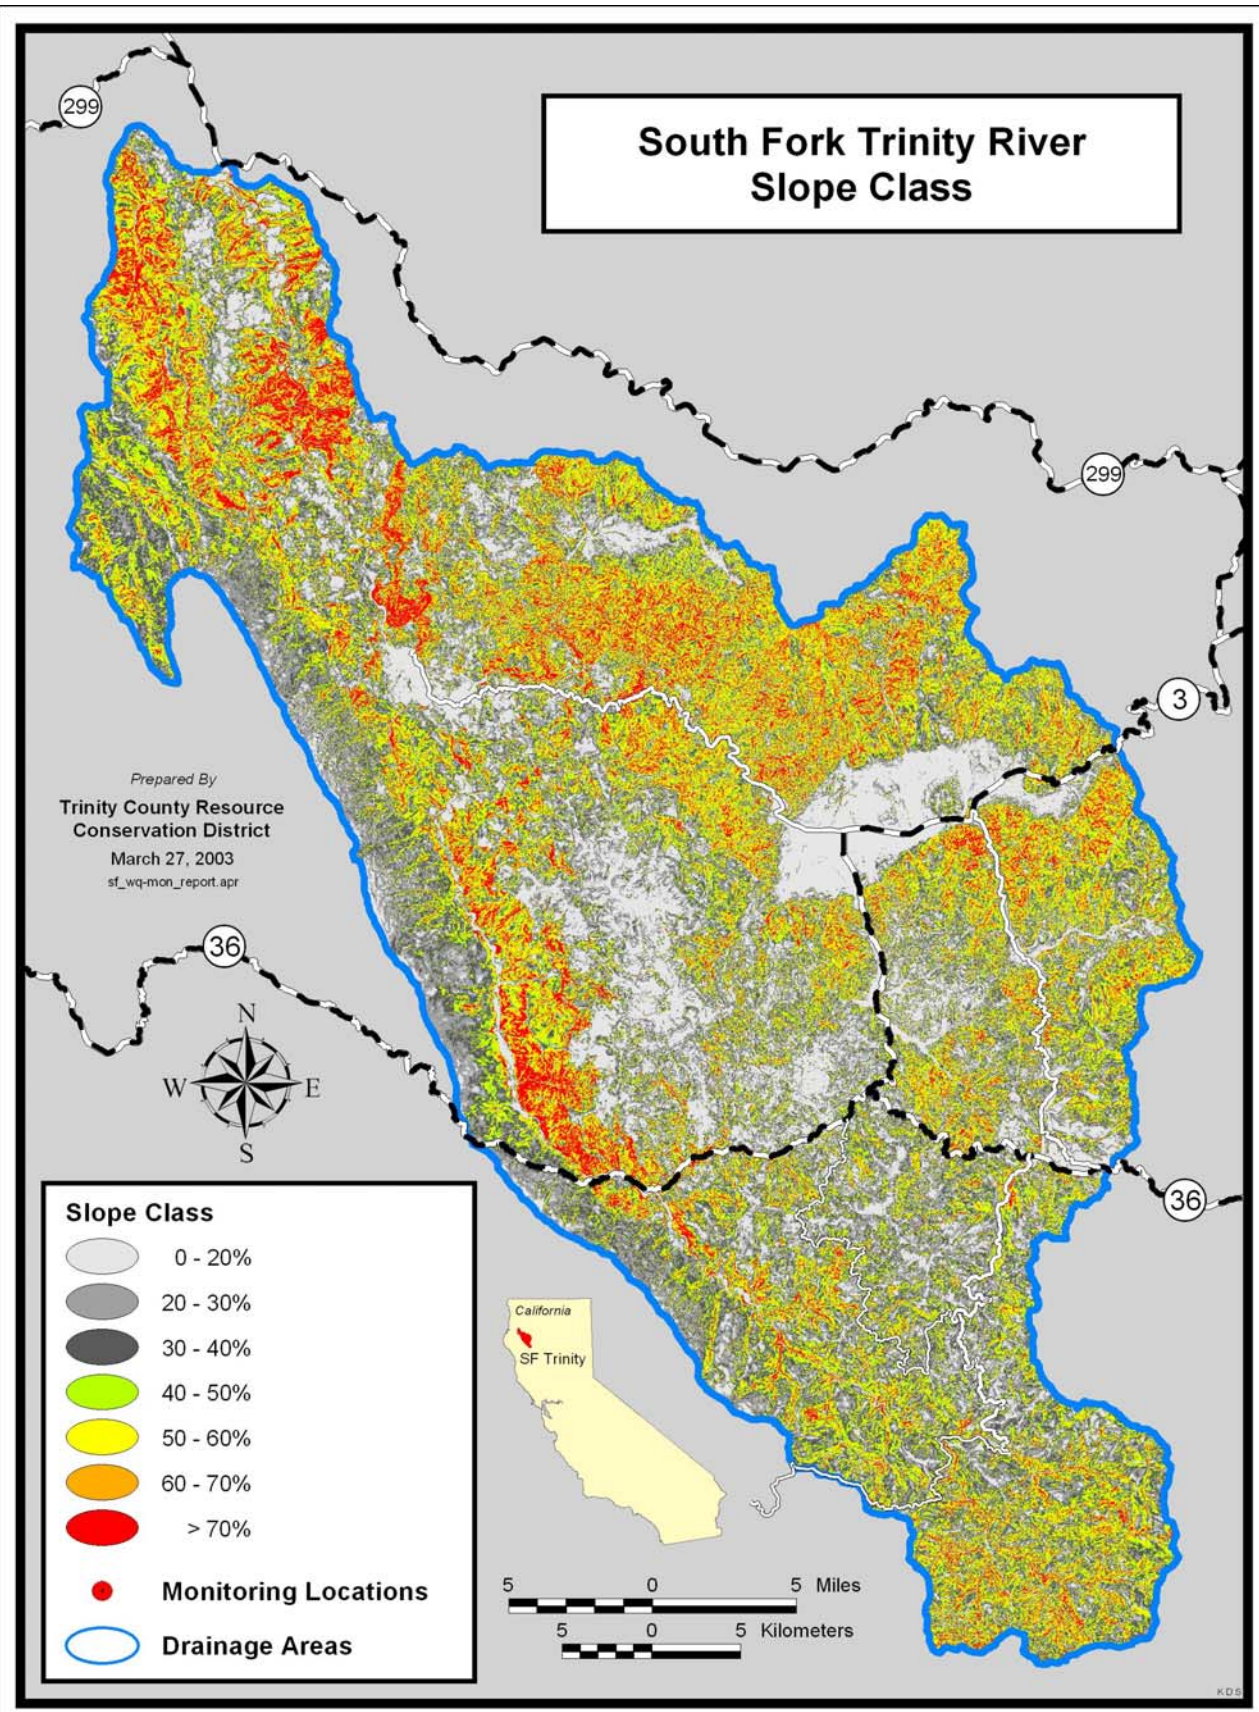 299
South Fork Trinity River
Slope Class
299
3
Prepared By
Trinity County Resource
Conservation District
March 27, 2003
sf_wq-mon_report.apr
36
N
W E
S
36
Slope Class
0 - 20%
20 - 30%
30 - 40%
40 - 50%
50 - 60%
60 - 70%
> 70%
Monitoring Locations
Drainage Areas
California
SF Trinity
5 0 5 Miles
5 0 5 Kilometers
KDS